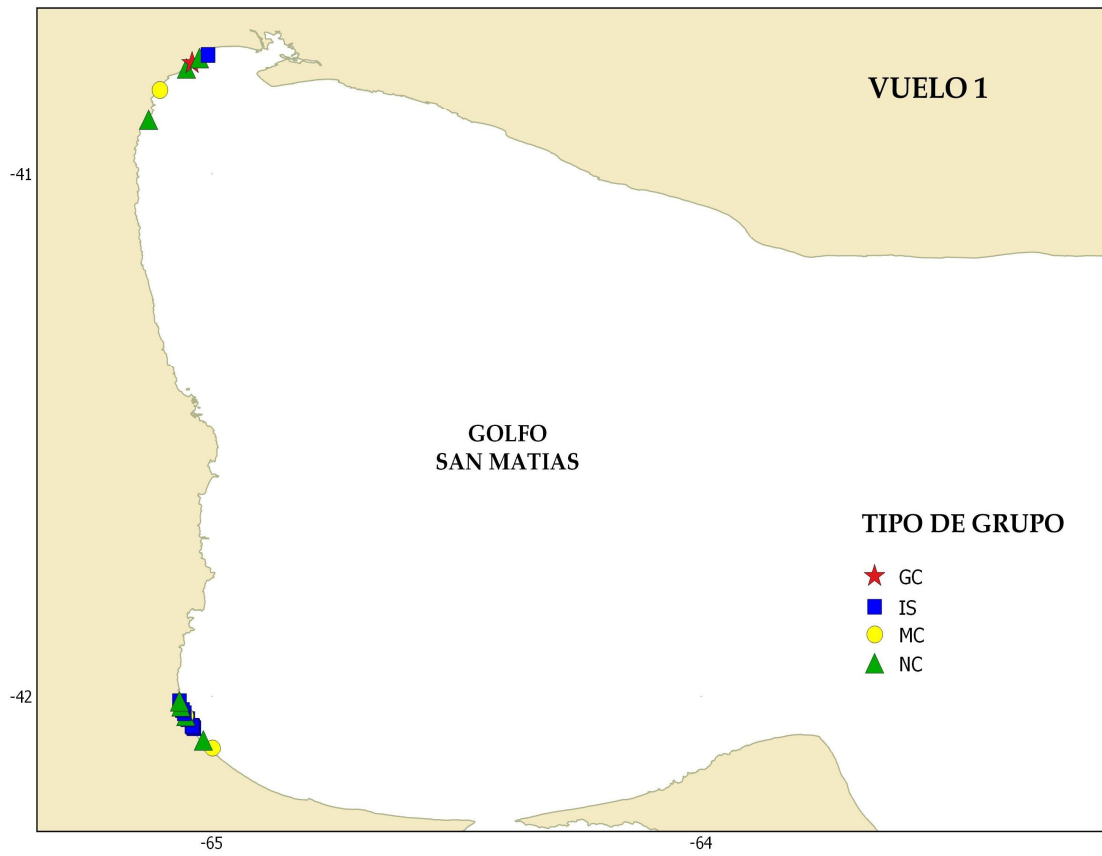 VUELO 1
-41
GOLFO
SAN MATIAS
TIPO DE GRUPO
GC
IS
MC
NC
-42
-65
-64